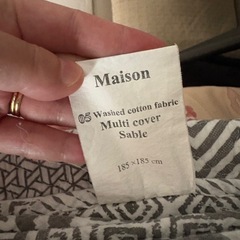 Maison
05 Washed cotton fabric
Multi cover
Sable
185×185 cm